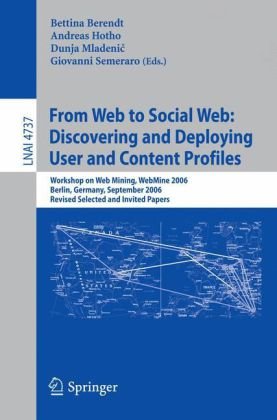 Bettina Berendt
Andreas Hotho
Dunja Mladenič
Giovanni Semeraro (Eds.)
LNAI 4737
From Web to Social Web:
Discovering and Deploying
User and Content Profiles
Workshop on Web Mining, WebMine 2006
Berlin, Germany, September 2006
Revised Selected and Invited Papers
Springer